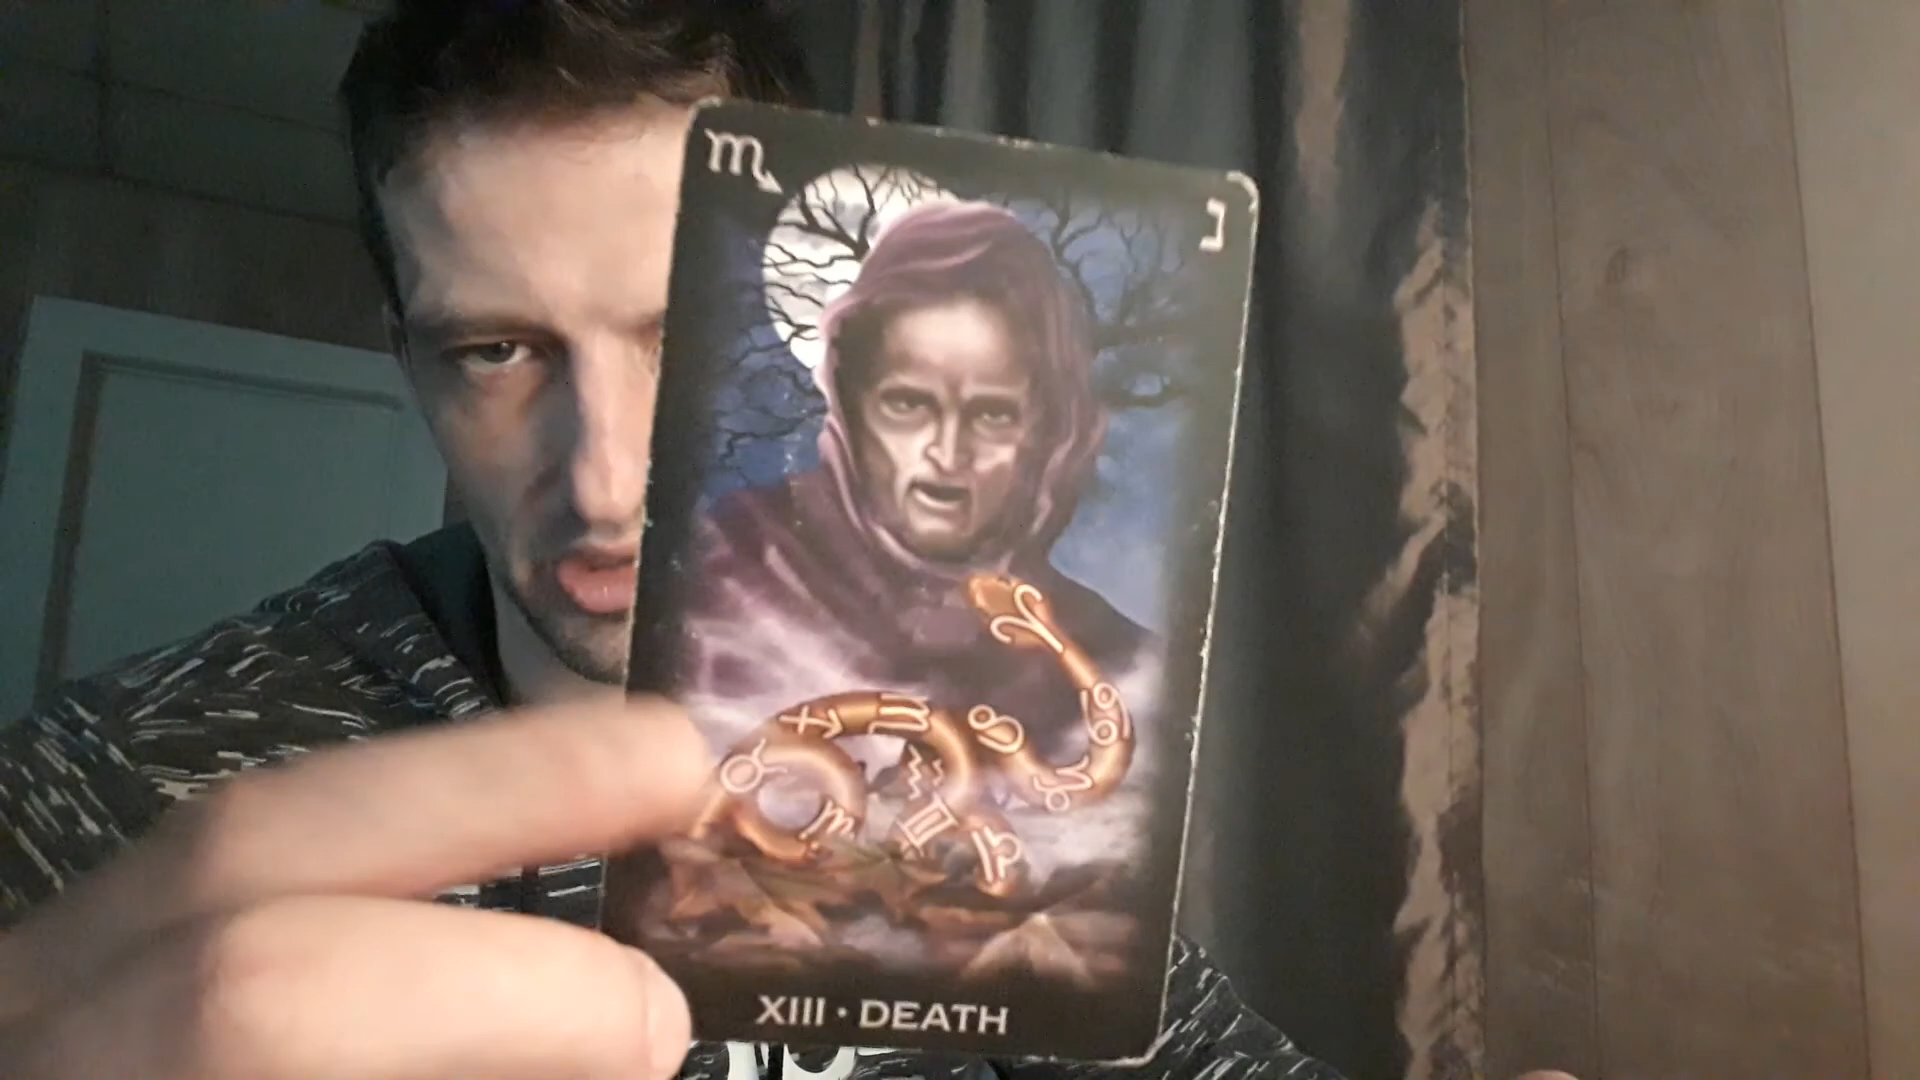 ♏ נ
XIII · DEATH